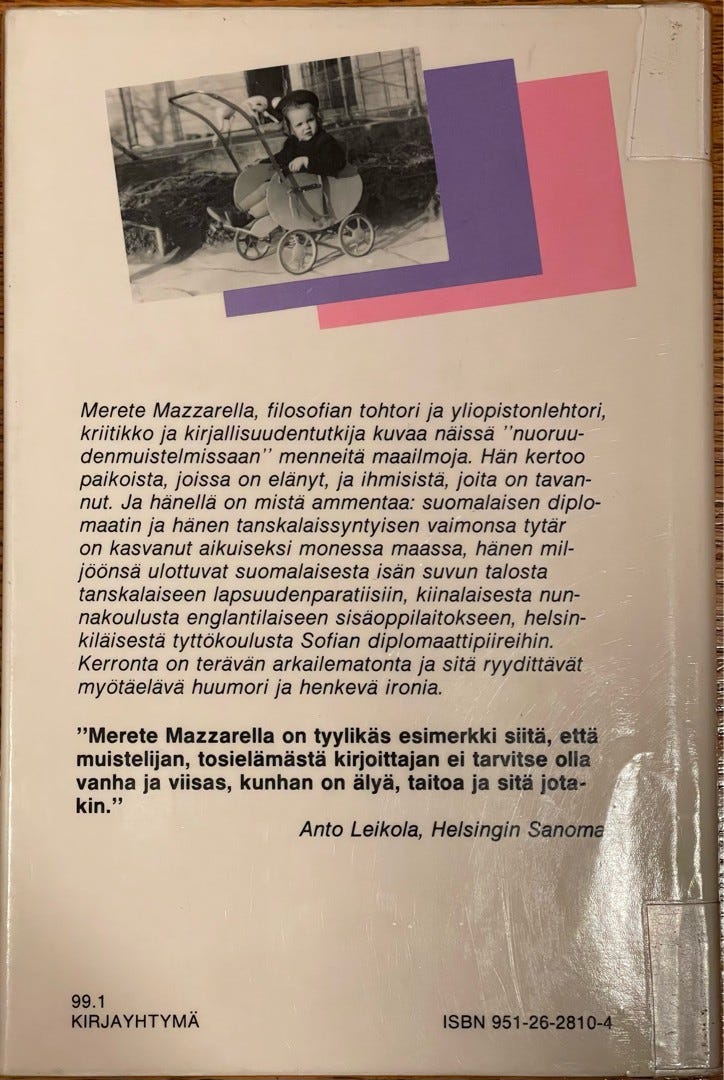 Merete Mazzarella, filosofian tohtori ja yliopistonlehtori,
kriitikko ja kirjallisuudentutkija kuvaa näissä ”nuoruu-
denmuistelmissaan” menneitä maailmoja. Hän kertoo
paikoista, joissa on elänyt, ja ihmisistä, joita on tavan-
nut. Ja hänellä on mistä ammentaa: suomalaisen diplo-
maatin ja hänen tanskalaissyntyisen vaimonsa tytär
on kasvanut aikuiseksi monessa maassa, hänen mil-
jöönsä ulottuvat suomalaisesta isän suvun talosta
tanskalaiseen lapsuudenparatiisiin, kiinalaisesta nun-
nakoulusta englantilaiseen sisäoppilaitokseen, helsin-
kiläisestä tyttökoulusta Sofian diplomaattipiireihin.
Kerronta on terävän arkailematonta ja sitä ryydittävät
myötäelävä huumori ja henkevä ironia.
”Merete Mazzarella on tyylikäs esimerkki siitä, että
muistelijan, tosielämästä kirjoittajan ei tarvitse olla
vanha ja viisas, kunhan on älyä, taitoa ja sitä jota-
kin.”
Anto Leikola, Helsingin Sanoma
99.1
KIRJAYHTYMÄ
ISBN 951-26-2810-4